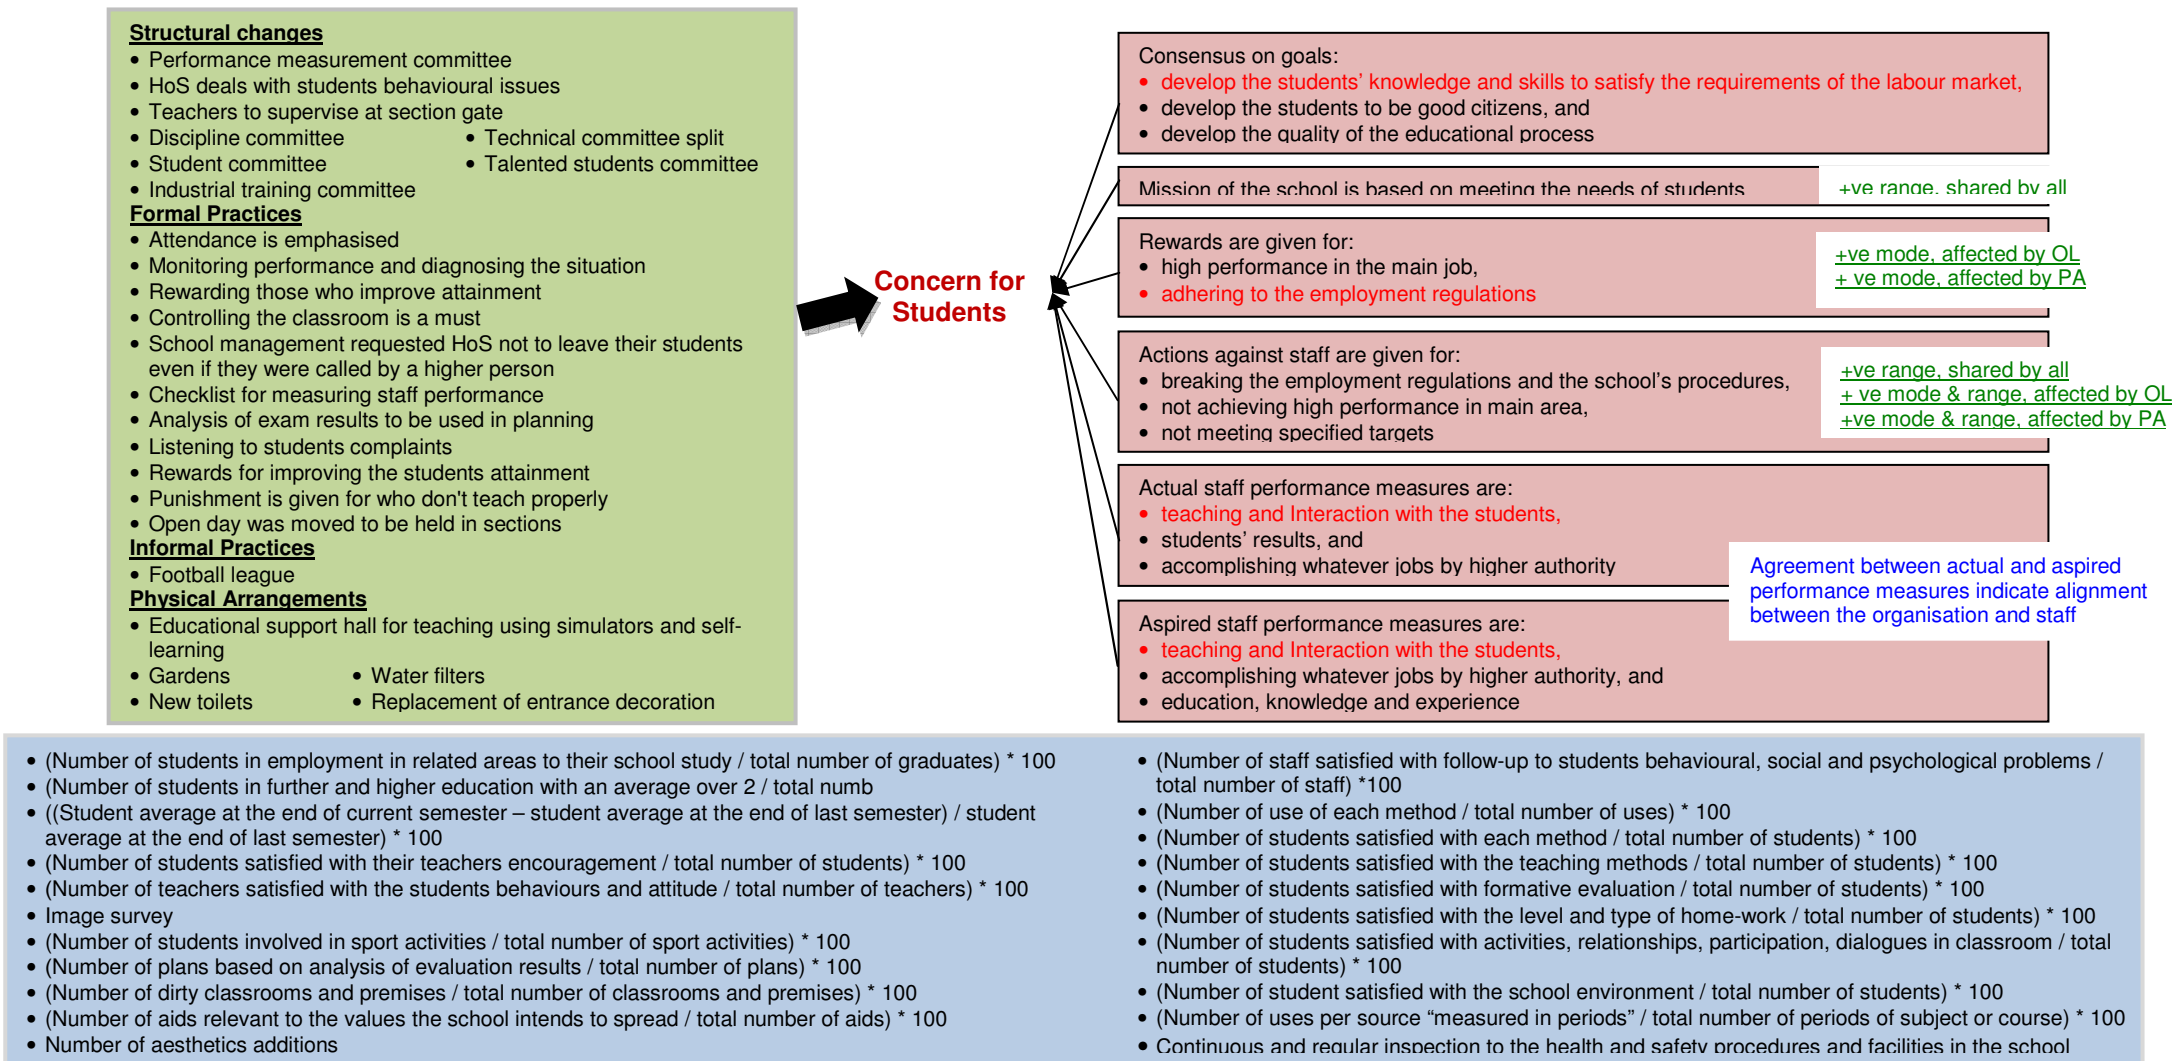 Structural changes
• Performance measurement committee
• HoS deals with students behavioural issues
• Teachers to supervise at section gate
• Discipline committee • Technical committee split
• Student committee • Talented students committee
• Industrial training committee
Formal Practices
• Attendance is emphasised
• Monitoring performance and diagnosing the situation
• Rewarding those who improve attainment
• Controlling the classroom is a must
• School management requested HoS not to leave their students
even if they were called by a higher person
• Checklist for measuring staff performance
• Analysis of exam results to be used in planning
• Listening to students complaints
• Rewards for improving the students attainment
• Punishment is given for who don't teach properly
• Open day was moved to be held in sections
Informal Practices
• Football league
Physical Arrangements
• Educational support hall for teaching using simulators and self-
learning
• Gardens • Water filters
• New toilets • Replacement of entrance decoration
Concern for
Students
Consensus on goals:
• develop the students' knowledge and skills to satisfy the requirements of the labour market,
• develop the students to be good citizens, and
• develop the quality of the educational process
Mission of the school is based on meeting the needs of students
+ve range, shared by all
Rewards are given for:
• high performance in the main job,
• adhering to the employment regulations
+ve mode, affected by OL
+ ve mode, affected by PA
Actions against staff are given for:
• breaking the employment regulations and the school's procedures,
• not achieving high performance in main area,
• not meeting specified targets
+ve range, shared by all
+ ve mode & range, affected by OL
+ve mode & range, affected by PA
Actual staff performance measures are:
• teaching and Interaction with the students,
• students' results, and
• accomplishing whatever jobs by higher authority
Agreement between actual and aspired
performance measures indicate alignment
between the organisation and staff
Aspired staff performance measures are:
• teaching and Interaction with the students,
• accomplishing whatever jobs by higher authority, and
• education, knowledge and experience
• (Number of students in employment in related areas to their school study / total number of graduates) * 100
• (Number of students in further and higher education with an average over 2 / total numb
• ((Student average at the end of current semester – student average at the end of last semester) / student
average at the end of last semester) * 100
• (Number of students satisfied with their teachers encouragement / total number of students) * 100
• (Number of teachers satisfied with the students behaviours and attitude / total number of teachers) * 100
• Image survey
• (Number of students involved in sport activities / total number of sport activities) * 100
• (Number of plans based on analysis of evaluation results / total number of plans) * 100
• (Number of dirty classrooms and premises / total number of classrooms and premises) * 100
• (Number of aids relevant to the values the school intends to spread / total number of aids) * 100
• Number of aesthetics additions
• (Number of staff satisfied with follow-up to students behavioural, social and psychological problems /
total number of staff) *100
• (Number of use of each method / total number of uses) * 100
• (Number of students satisfied with each method / total number of students) * 100
• (Number of students satisfied with the teaching methods / total number of students) * 100
• (Number of students satisfied with formative evaluation / total number of students) * 100
• (Number of students satisfied with the level and type of home-work / total number of students) * 100
• (Number of students satisfied with activities, relationships, participation, dialogues in classroom / total
number of students) * 100
• (Number of student satisfied with the school environment / total number of students) * 100
• (Number of uses per source “measured in periods” / total number of periods of subject or course) * 100
• Continuous and regular inspection to the health and safety procedures and facilities in the school